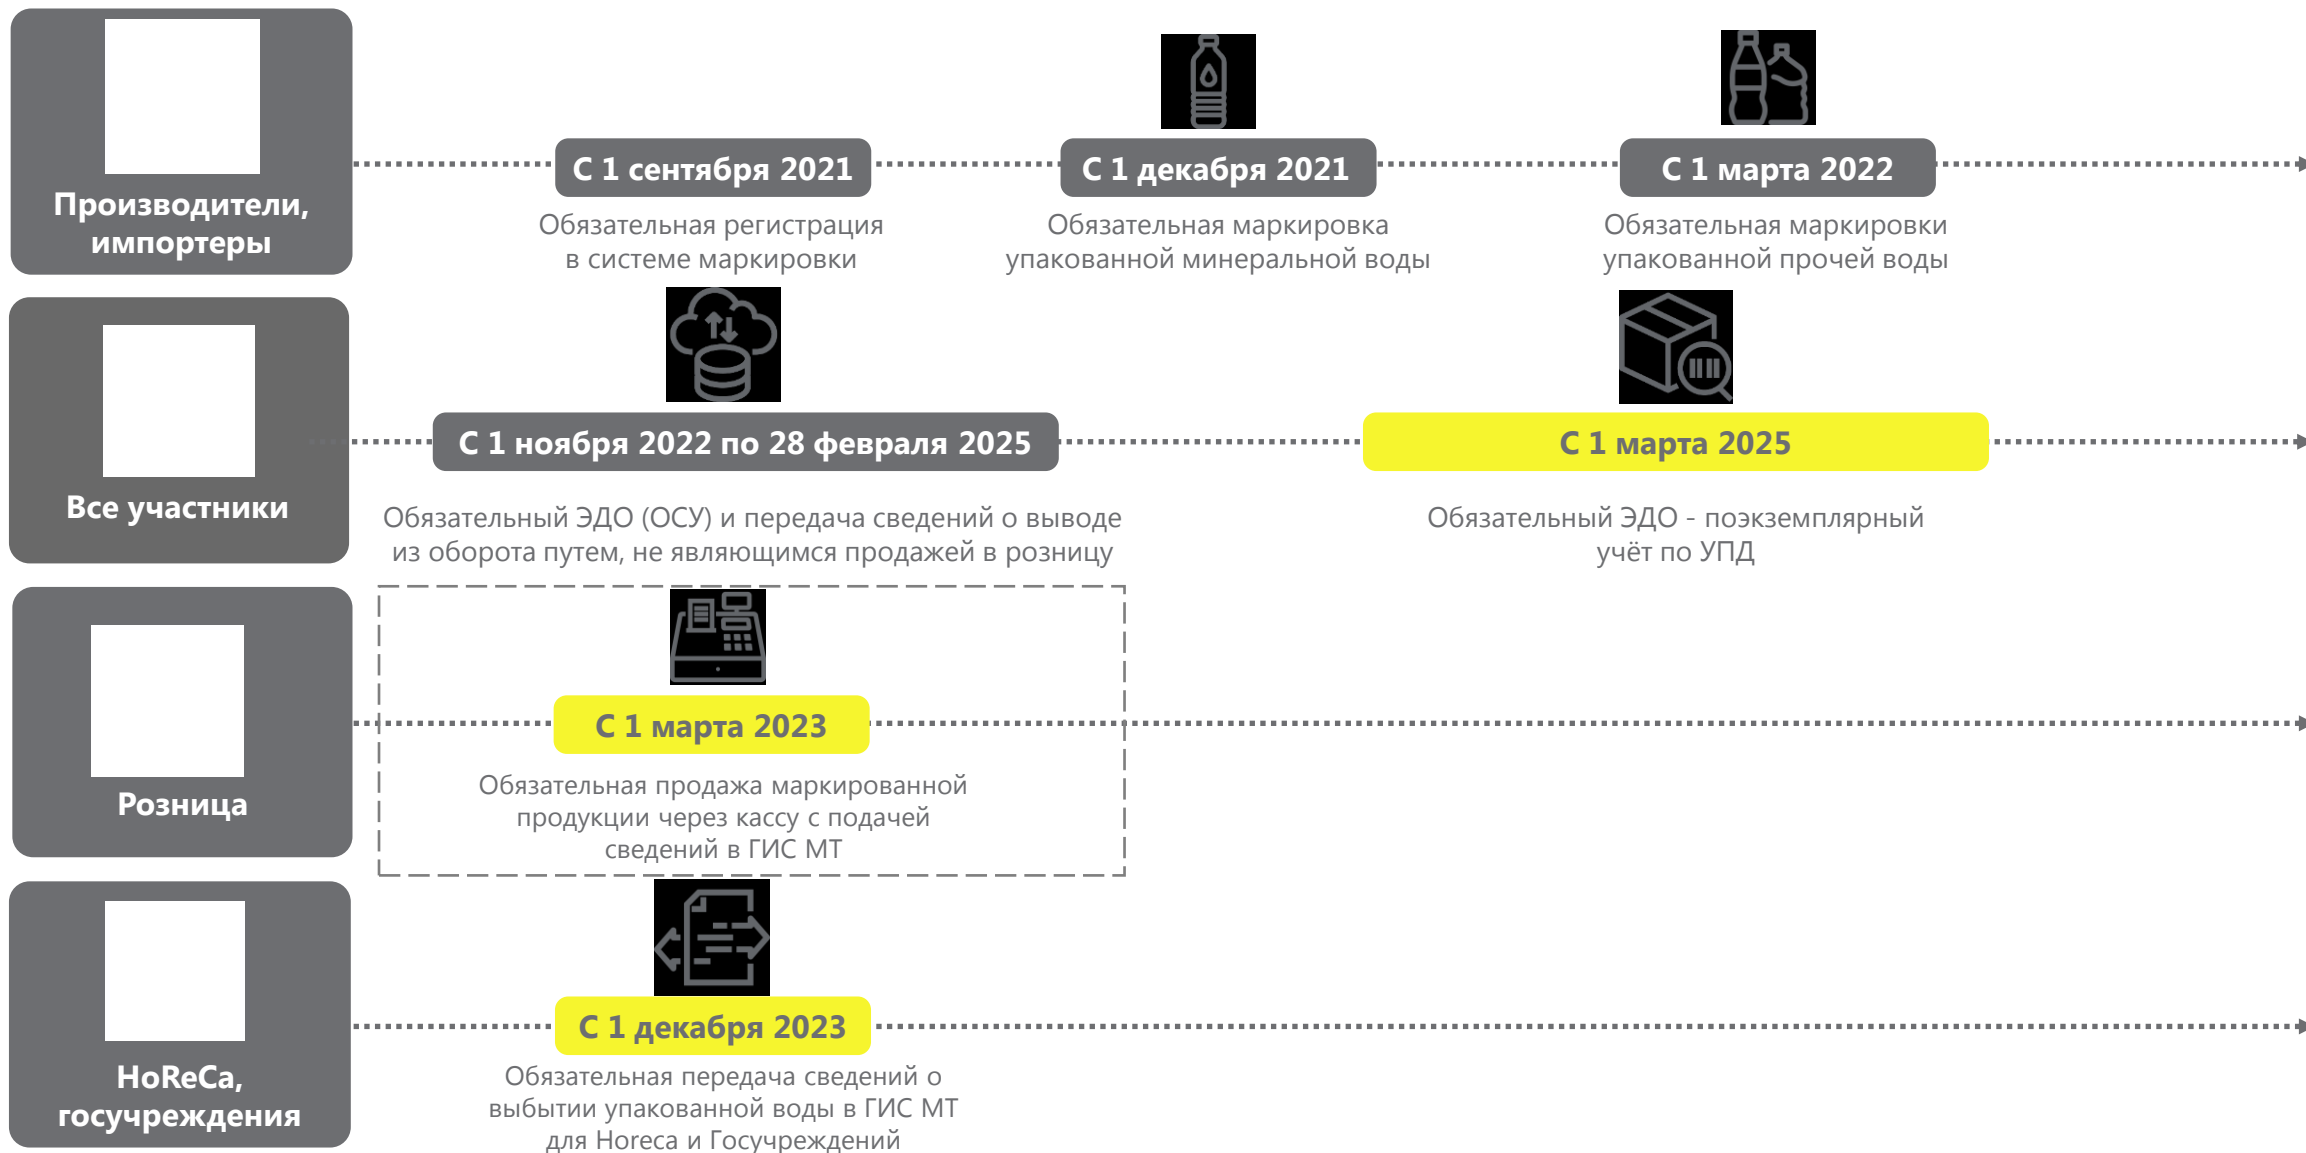 Производители,
импортеры
С 1 сентября 2021
Обязательная регистрация
в системе маркировки
С 1 декабря 2021
Обязательная маркировка
упакованной минеральной воды
С 1 марта 2022
Обязательная маркировки
упакованной прочей воды
Все участники
С 1 ноября 2022 по 28 февраля 2025
Обязательный ЭДО (ОСУ) и передача сведений о выводе
из оборота путем, не являющимся продажей в розницу
С 1 марта 2025
Обязательный ЭДО - поэкземплярный
учёт по УПД
Розница
С 1 марта 2023
Обязательная продажа маркированной
продукции через кассу с подачей
сведений в ГИС МТ
HoReCa,
госучреждения
С 1 декабря 2023
Обязательная передача сведений о
выбытии упакованной воды в ГИС МТ
для Horeca и Госучреждений